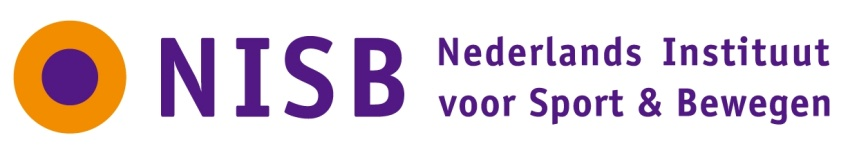 NISB
Nederlands Instituut
voor Sport & Bewegen